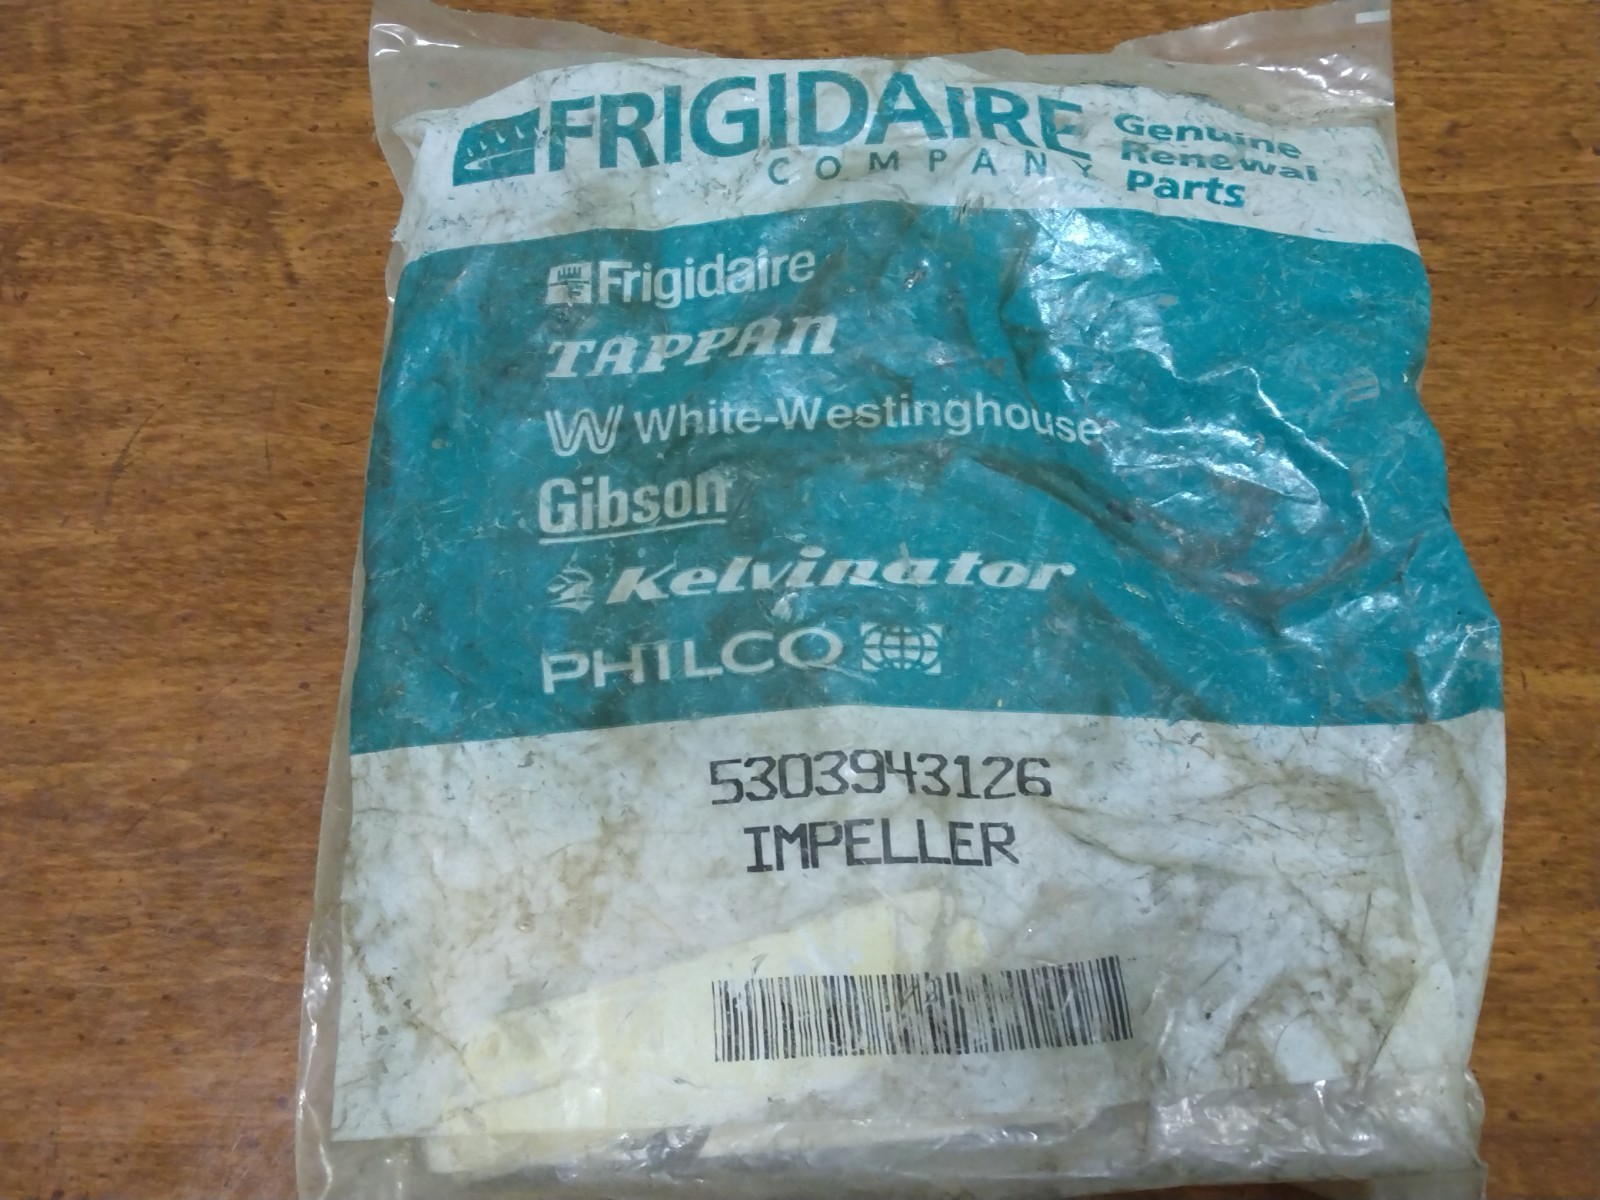 FRIGIDAIRE
COMPANY
Genuine
Renewal
Parts
Frigidaire
TAPPAN
White-Westinghouse
Gibson
Kelvinator
PHILCO
5303943126
IMPELLER